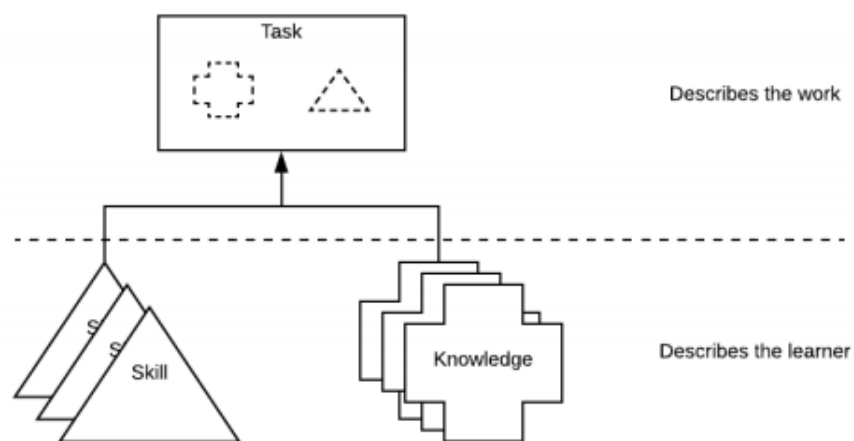 Task
Describes the work
S
S
Skill
Knowledge
Describes the learner